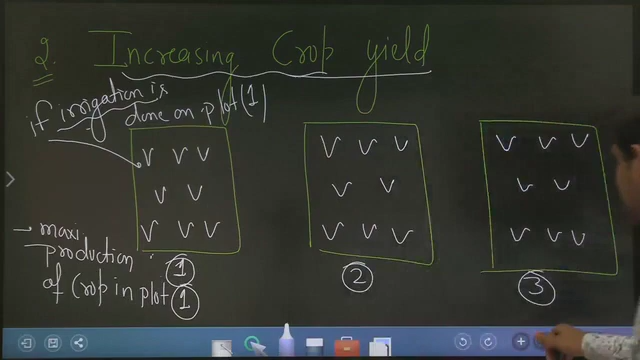 2. Increasing Crop yield
if irrigation is
done on plot (1)
→ maxi
production
of Crop in plot 1
1
2
3